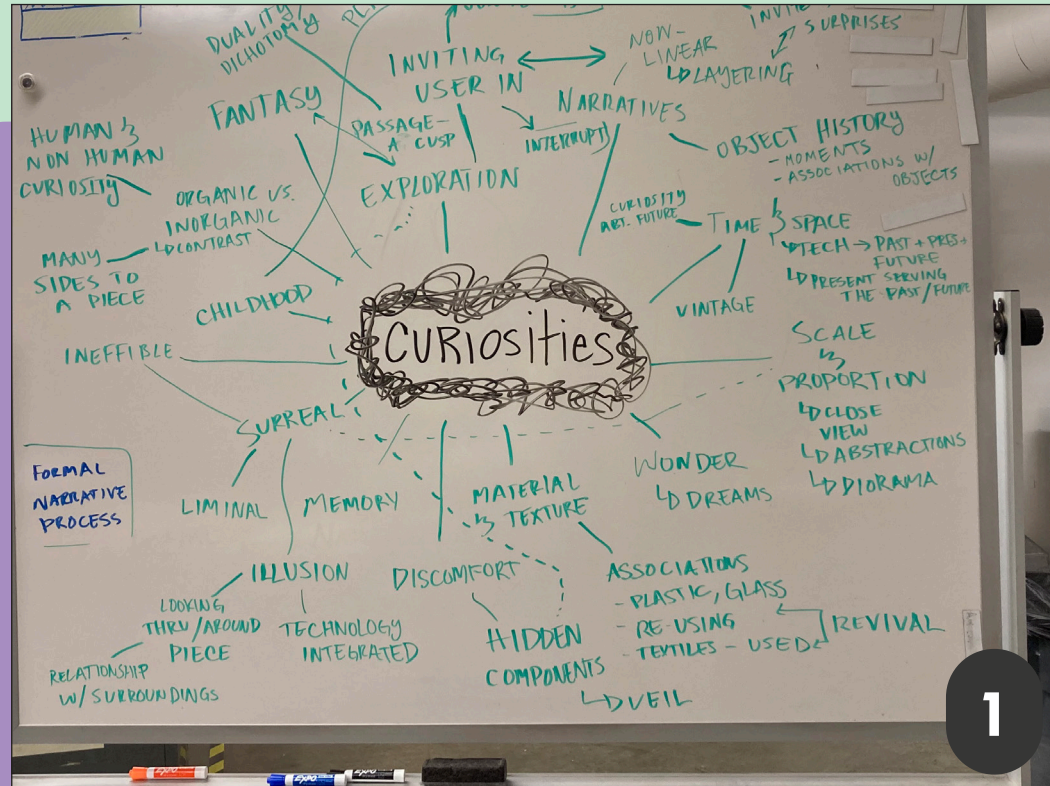 DUALITY/
DICHOTOMY
INVITING
USER IN
NON-
LINEAR
↳ LAYERING
SURPRISES
NARRATIVES
INTERRUPT
FANTASY
PASSAGE-
A CUSP
EXPLORATION
OBJECT HISTORY
- MOMENTS
- ASSOCIATIONS W/
OBJECTS
HUMAN &
NON HUMAN
CURIOSITY
ORGANIC VS.
INORGANIC
↳ CONTRAST
MANY
SIDES TO
A PIECE
CHILDHOOD
CURIOSITY
ART. FUTURE
TIME & SPACE
↳ TECH → PAST + PRES →
FUTURE
↳ PRESENT SERVING
THE PAST/FUTURE
VINTAGE
INEFFIBLE
CURIOSITIES
SCALE
&
PROPORTION
↳ CLOSE
VIEW
↳ ABSTRACTIONS
↳ DIORAMA
SURREAL
WONDER
↳ DREAMS
FORMAL
NARRATIVE
PROCESS
LIMINAL
MEMORY
MATERIAL
& TEXTURE
ILLUSION
DISCOMFORT
ASSOCIATIONS
- PLASTIC, GLASS
- RE-USING
- TEXTILES - USED
REVIVAL
LOOKING
THRU/AROUND
PIECE
TECHNOLOGY
INTEGRATED
HIDDEN
COMPONENTS
↳ VEIL
RELATIONSHIP
W/ SURROUNDINGS
EXPO
EXPO
1